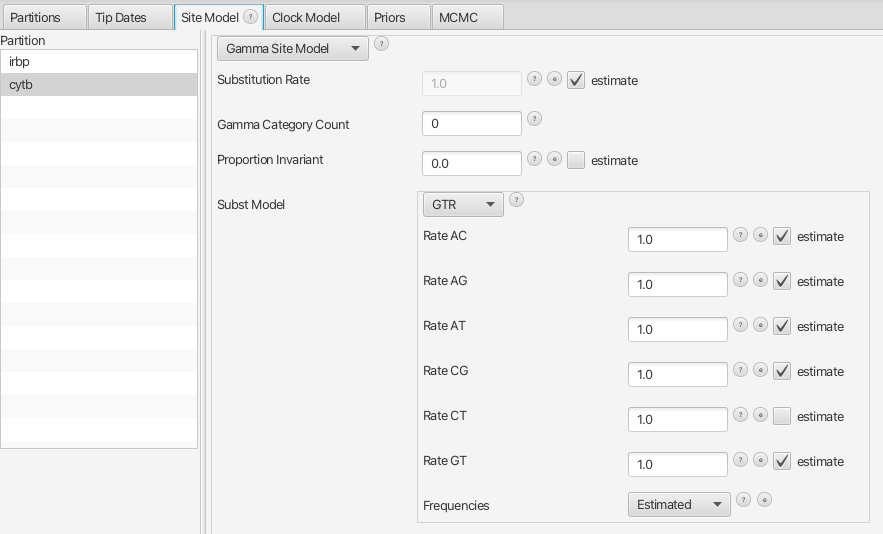 Partitions Tip Dates Site Model ? Clock Model Priors MCMC
Partition
irbp
cytb
Gamma Site Model ?
Substitution Rate 1.0 ? e estimate
Gamma Category Count 0 ?
Proportion Invariant 0.0 ? e estimate
Subst Model GTR ?
Rate AC 1.0 ? e estimate
Rate AG 1.0 ? e estimate
Rate AT 1.0 ? e estimate
Rate CG 1.0 ? e estimate
Rate CT 1.0 ? e estimate
Rate GT 1.0 ? e estimate
Frequencies Estimated ? e